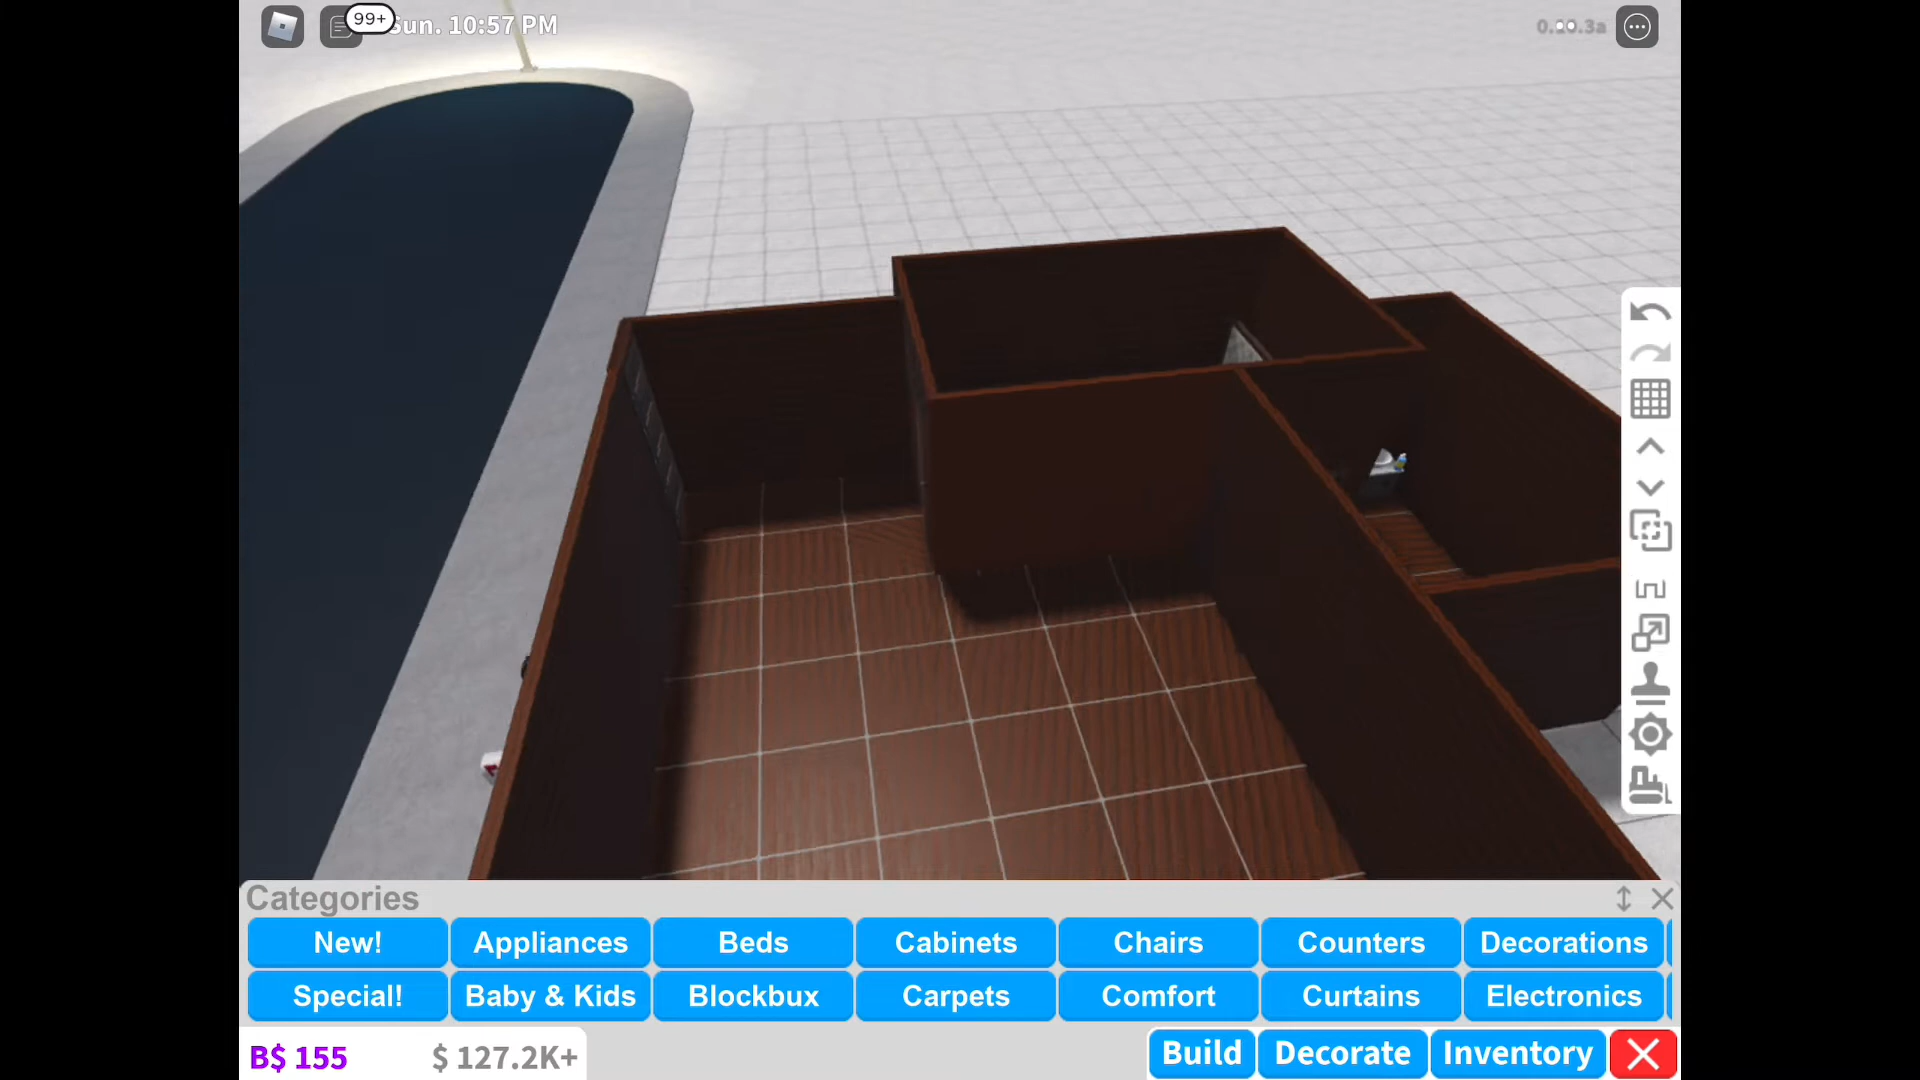 99+
Sun. 10:57 PM
Categories
New! Appliances Beds Cabinets Chairs Counters Decorations
Special! Baby & Kids Blockbux Carpets Comfort Curtains Electronics
B$ 155 $ 127.2K+
Build Decorate Inventory